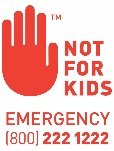 ™
NOT
FOR
KIDS
EMERGENCY
(800) 222 1222